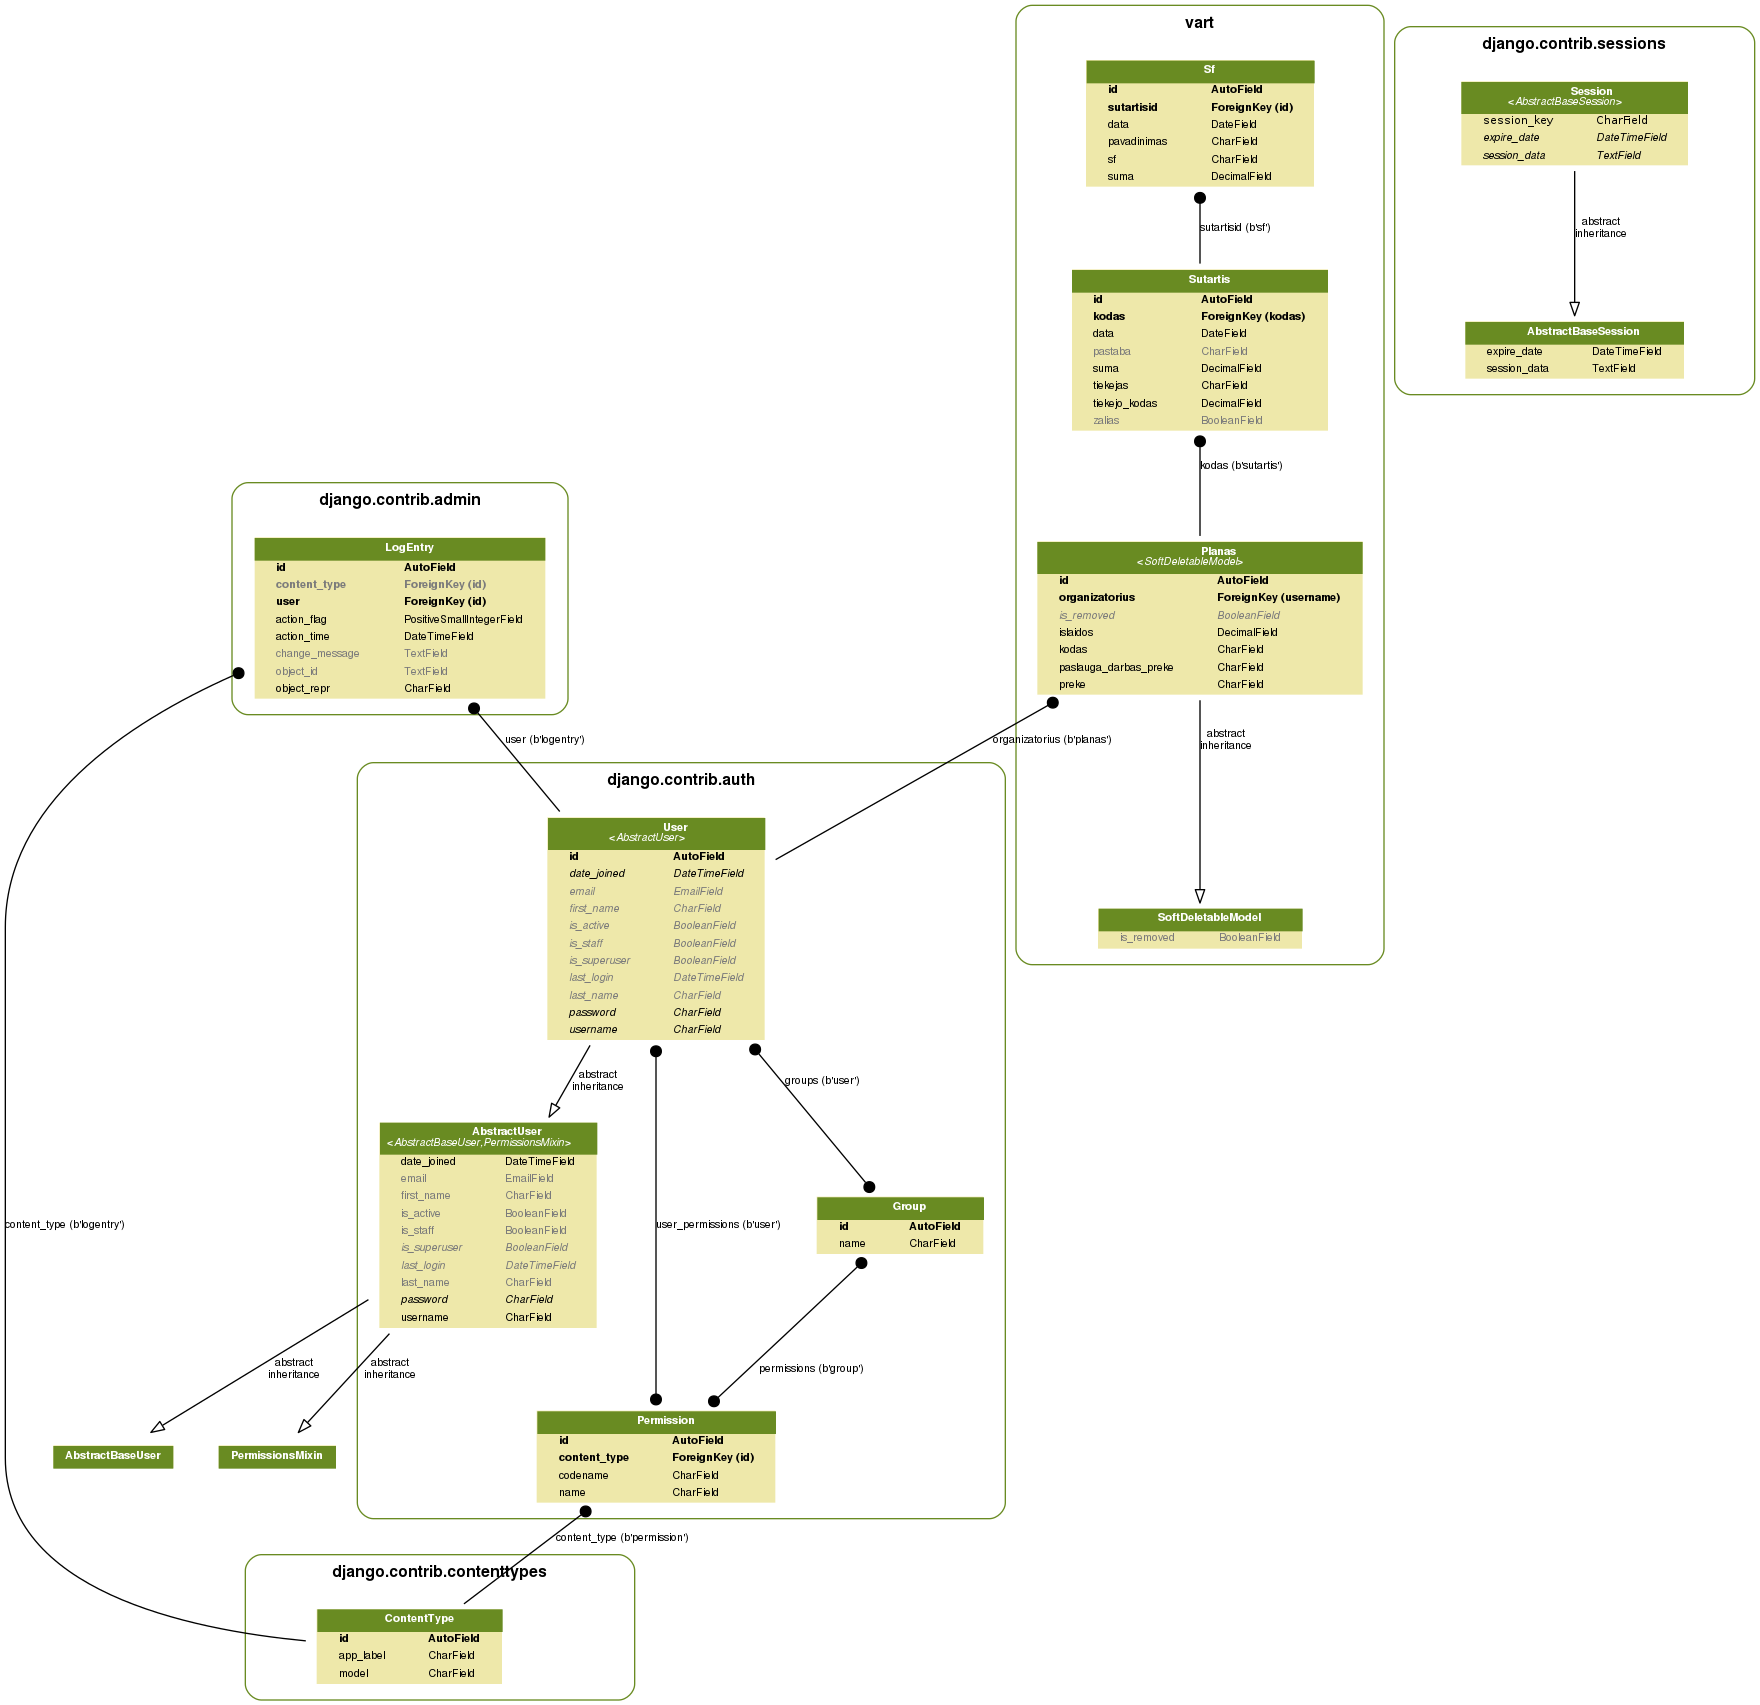 vart
Sf
id AutoField
sutartisid ForeignKey (id)
data DateField
pavadinimas CharField
sf CharField
suma DecimalField
sutartisid (b'sf')
Sutartis
id AutoField
kodas ForeignKey (kodas)
data DateField
pastaba CharField
suma DecimalField
tiekejas CharField
tiekejo_kodas DecimalField
zalias BooleanField
kodas (b'sutartis')
Planas
<SoftDeletableModel>
id AutoField
organizatorius ForeignKey (username)
is_removed BooleanField
islaidos DecimalField
kodas CharField
paslauga_darbas_preke CharField
preke CharField
organizatorius (b'planas')
abstract
inheritance
SoftDeletableModel
is_removed BooleanField
django.contrib.sessions
Session
<AbstractBaseSession>
session_key CharField
expire_date DateTimeField
session_data TextField
abstract
inheritance
AbstractBaseSession
expire_date DateTimeField
session_data TextField
django.contrib.admin
LogEntry
id AutoField
content_type ForeignKey (id)
user ForeignKey (id)
action_flag PositiveSmallIntegerField
action_time DateTimeField
change_message TextField
object_id TextField
object_repr CharField
user (b'logentry')
content_type (b'logentry')
django.contrib.auth
User
<AbstractUser>
id AutoField
date_joined DateTimeField
email EmailField
first_name CharField
is_active BooleanField
is_staff BooleanField
is_superuser BooleanField
last_login DateTimeField
last_name CharField
password CharField
username CharField
abstract
inheritance
groups (b'user')
user_permissions (b'user')
AbstractUser
<AbstractBaseUser,PermissionsMixin>
date_joined DateTimeField
email EmailField
first_name CharField
is_active BooleanField
is_staff BooleanField
is_superuser BooleanField
last_login DateTimeField
last_name CharField
password CharField
username CharField
Group
id AutoField
name CharField
permissions (b'group')
abstract
inheritance
abstract
inheritance
AbstractBaseUser
PermissionsMixin
Permission
id AutoField
content_type ForeignKey (id)
codename CharField
name CharField
content_type (b'permission')
django.contrib.contenttypes
ContentType
id AutoField
app_label CharField
model CharField